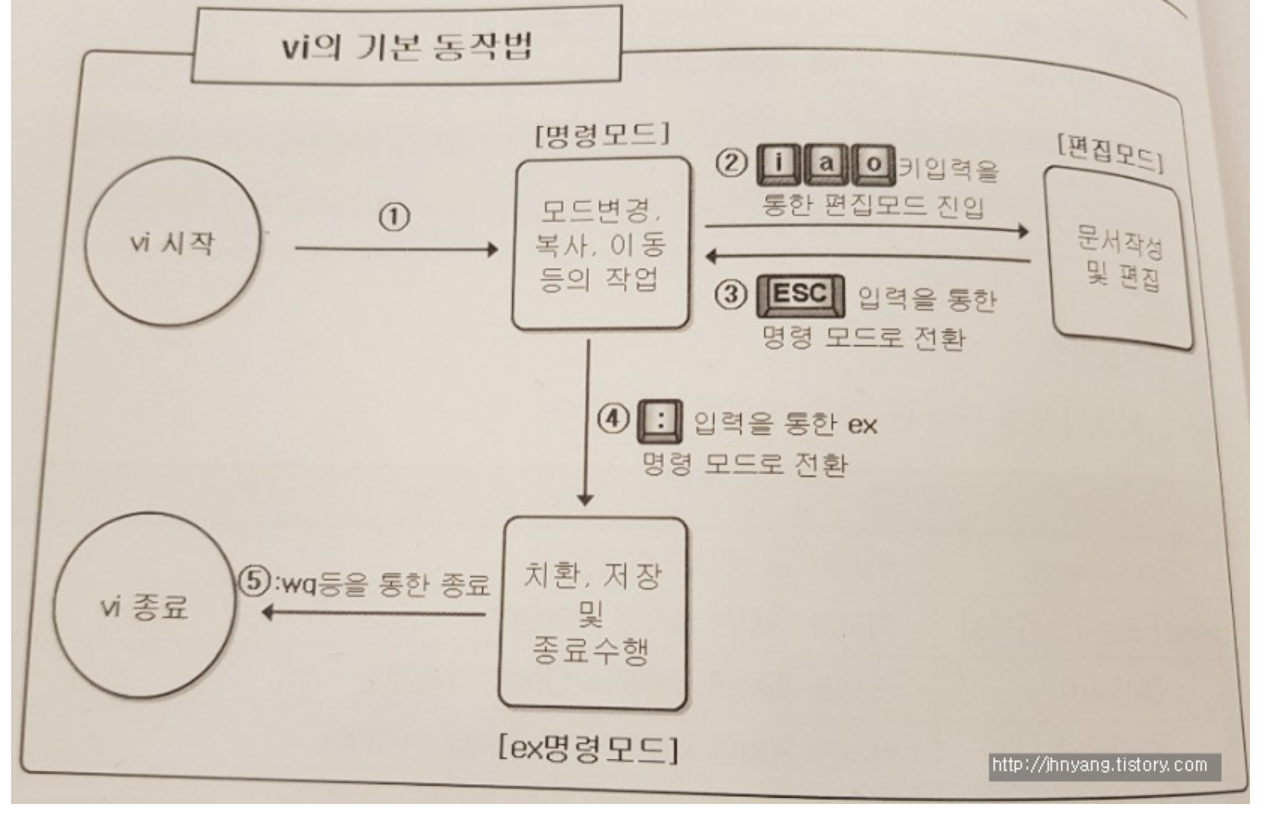 vi의 기본 동작법
[명령모드]
[편집모드]
vi 시작
①
모드변경,
복사, 이동
등의 작업
② i a o 키입력을
통한 편집모드 진입
③ ESC 입력을 통한
명령 모드로 전환
문서작성
및 편집
④ : 입력을 통한 ex
명령 모드로 전환
vi 종료
⑤:wq등을 통한 종료
치환, 저장
및
종료수행
[ex명령모드]
http://jhnyang.tistory.com